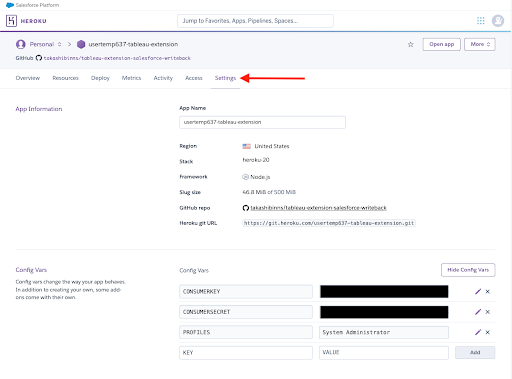 Salesforce Platform
HEROKU
Jump to Favorites, Apps, Pipelines, Spaces...
Personal
usertemp637-tableau-extension
Open app
More
GitHub
takashibinns/tableau-extension-salesforce-writeback
Overview
Resources
Deploy
Metrics
Activity
Access
Settings
App Information
App Name
usertemp637-tableau-extension
Region
United States
Stack
heroku-20
Framework
Node.js
Slug size
46.8 MiB of 500 MiB
GitHub repo
takashibinns/tableau-extension-salesforce-writeback
Heroku git URL
https://git.heroku.com/usertemp637-tableau-extension.git
Config Vars
Config vars change the way your app behaves.
In addition to creating your own, some add-
ons come with their own.
Config Vars
Hide Config Vars
CONSUMERKEY
CONSUMERSECRET
PROFILES
System Administrator
KEY
VALUE
Add